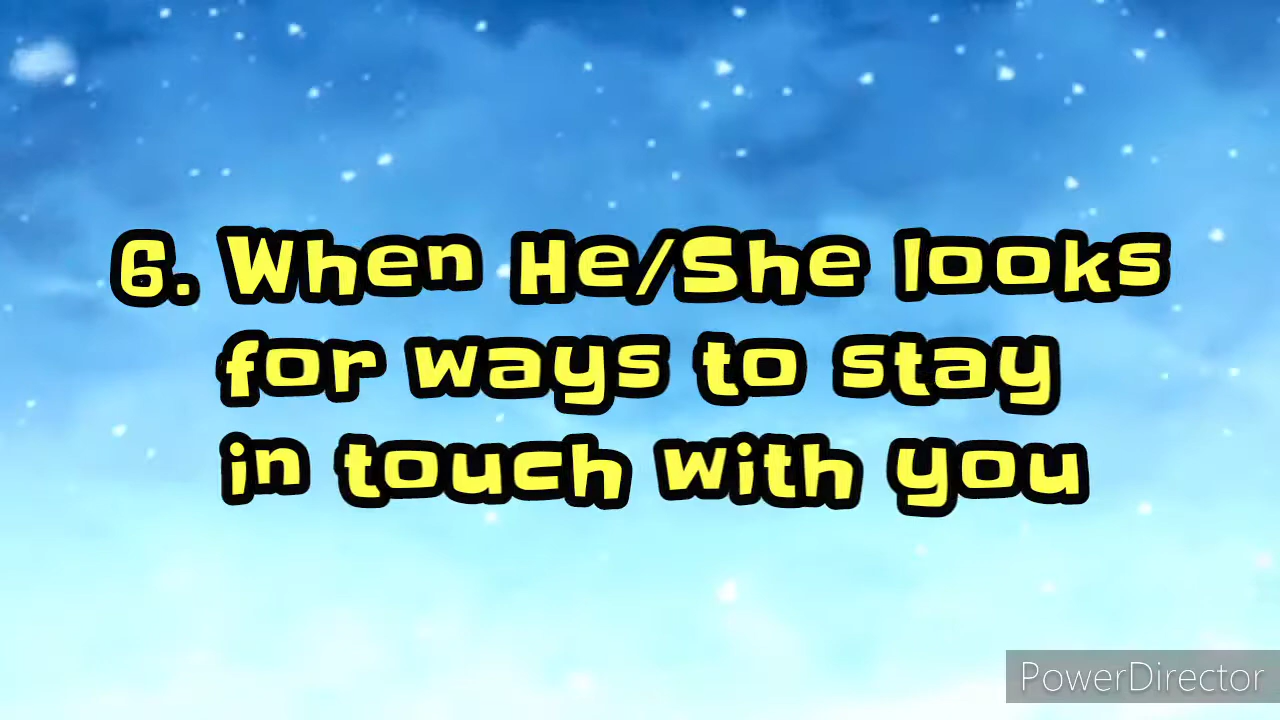 6. When He/She looks
for ways to stay
in touch with you
PowerDirector